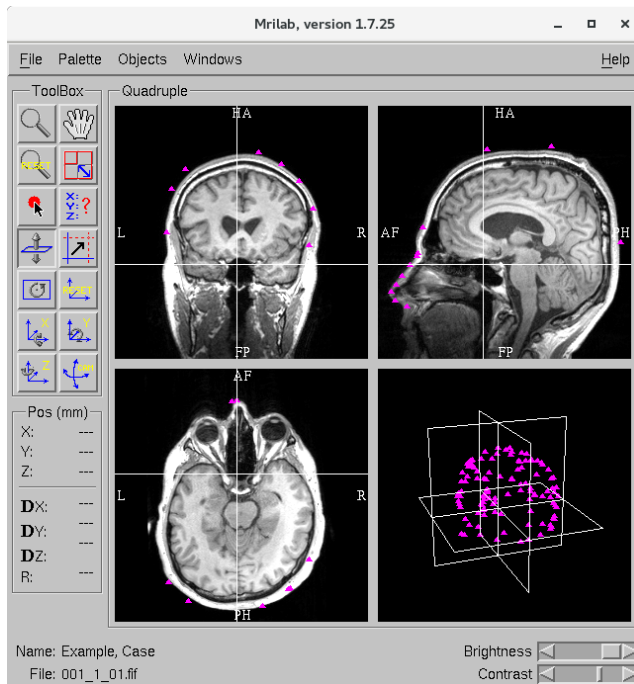 Mrilab, version 1.7.25
File Palette Objects Windows Help
ToolBox
Quadruple
RESET
X:
Y: ?
Z:
RESET
X
Y
Z
CAM
HA
L R
FP
HA
AF PH
FP
AF
L R
PH
Pos (mm)
X: ---
Y: ---
Z: ---
DX: ---
DY: ---
DZ: ---
R: ---
Name: Example, Case
Brightness
File: 001_1_01.fif
Contrast